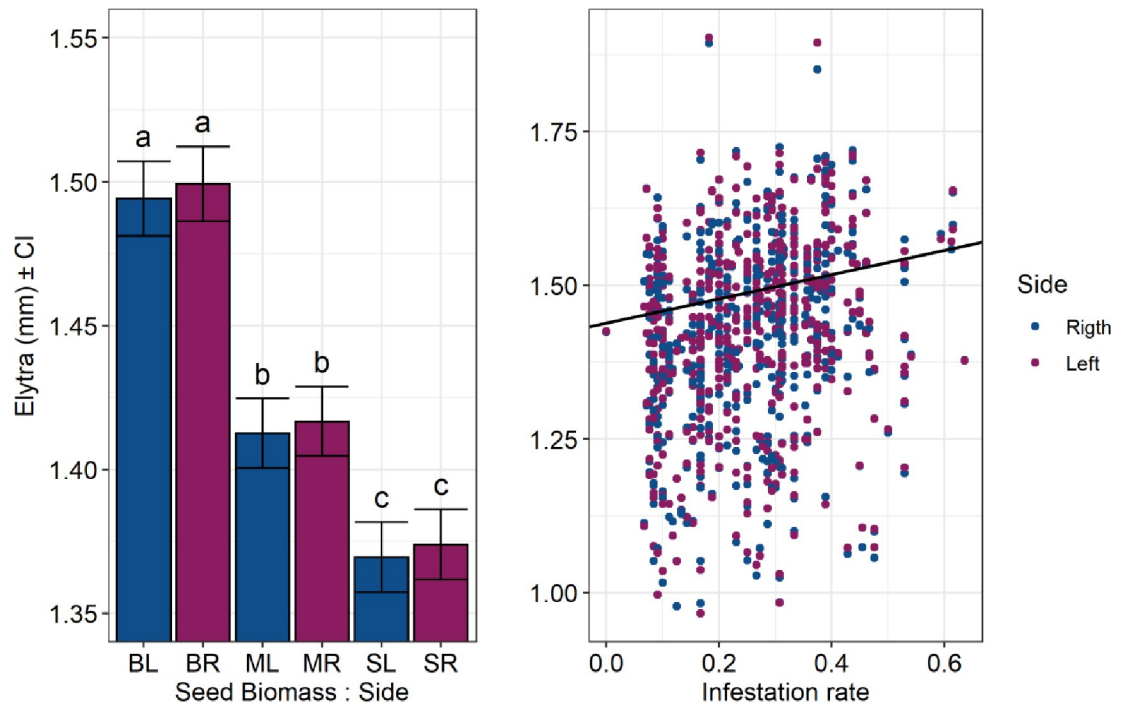 Elytra (mm) ± CI
1.55
1.50
1.45
1.40
1.35
a
a
b
b
c
c
BL BR ML MR SL SR
Seed Biomass : Side
1.75
1.50
1.25
1.00
0.0 0.2 0.4 0.6
Infestation rate
Side
Rigth
Left